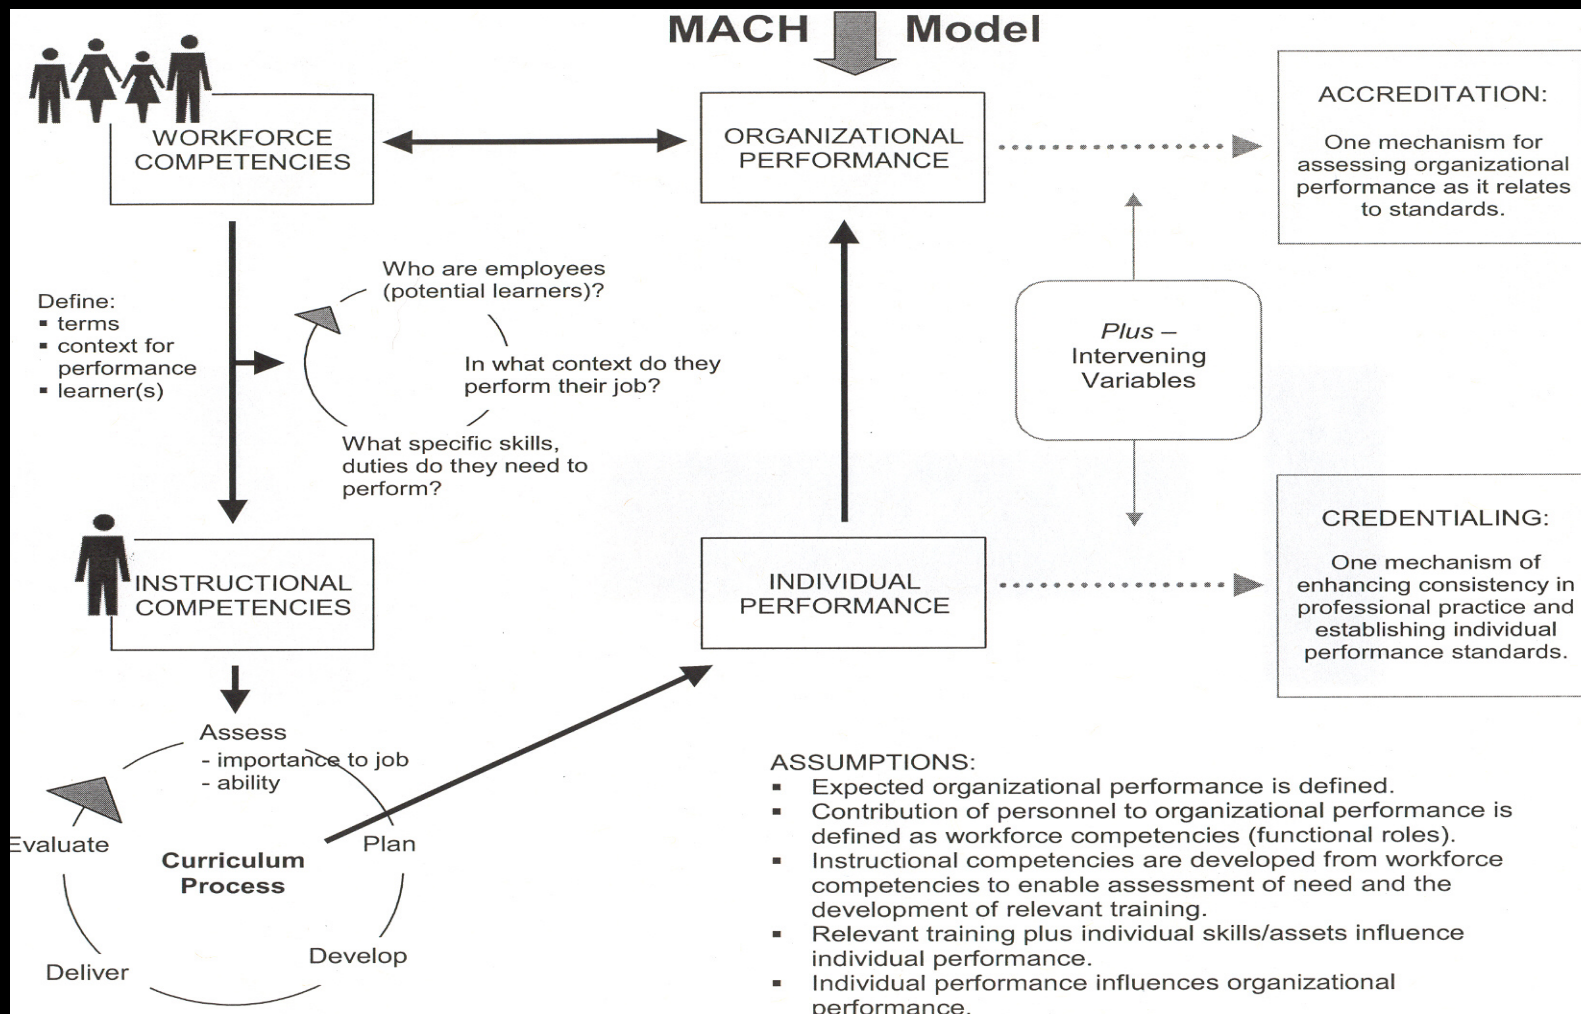 MACH Model
WORKFORCE
COMPETENCIES
ORGANIZATIONAL
PERFORMANCE
ACCREDITATION:
One mechanism for
assessing organizational
performance as it relates
to standards.
Define:
▪ terms
▪ context for
performance
▪ learner(s)
Who are employees
(potential learners)?
In what context do they
perform their job?
What specific skills,
duties do they need to
perform?
Plus –
Intervening
Variables
INSTRUCTIONAL
COMPETENCIES
INDIVIDUAL
PERFORMANCE
CREDENTIALING:
One mechanism of
enhancing consistency in
professional practice and
establishing individual
performance standards.
Assess
- importance to job
- ability
Plan
Develop
Deliver
Evaluate
Curriculum
Process
ASSUMPTIONS:
▪ Expected organizational performance is defined.
▪ Contribution of personnel to organizational performance is
defined as workforce competencies (functional roles).
▪ Instructional competencies are developed from workforce
competencies to enable assessment of need and the
development of relevant training.
▪ Relevant training plus individual skills/assets influence
individual performance.
▪ Individual performance influences organizational
performance.